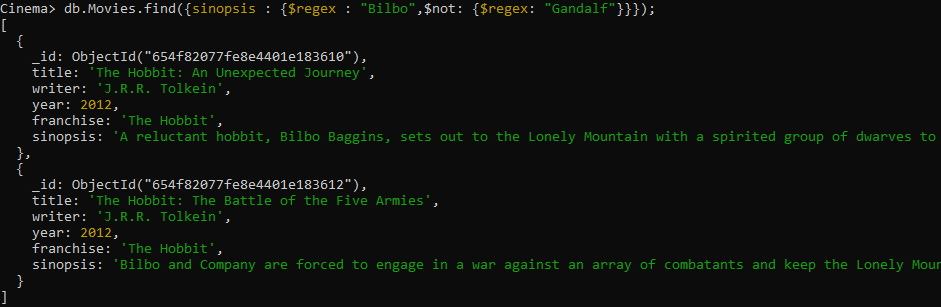 Cinema> db.Movies.find({sinopsis : {$regex : "Bilbo",$not: {$regex: "Gandalf"}}});
[
  {
    _id: ObjectId("654f82077fe8e4401e183610"),
    title: 'The Hobbit: An Unexpected Journey',
    writer: 'J.R.R. Tolkein',
    year: 2012,
    franchise: 'The Hobbit',
    sinopsis: 'A reluctant hobbit, Bilbo Baggins, sets out to the Lonely Mountain with a spirited group of dwarves to
  },
  {
    _id: ObjectId("654f82077fe8e4401e183612"),
    title: 'The Hobbit: The Battle of the Five Armies',
    writer: 'J.R.R. Tolkein',
    year: 2012,
    franchise: 'The Hobbit',
    sinopsis: 'Bilbo and Company are forced to engage in a war against an array of combatants and keep the Lonely Moun
  }
]